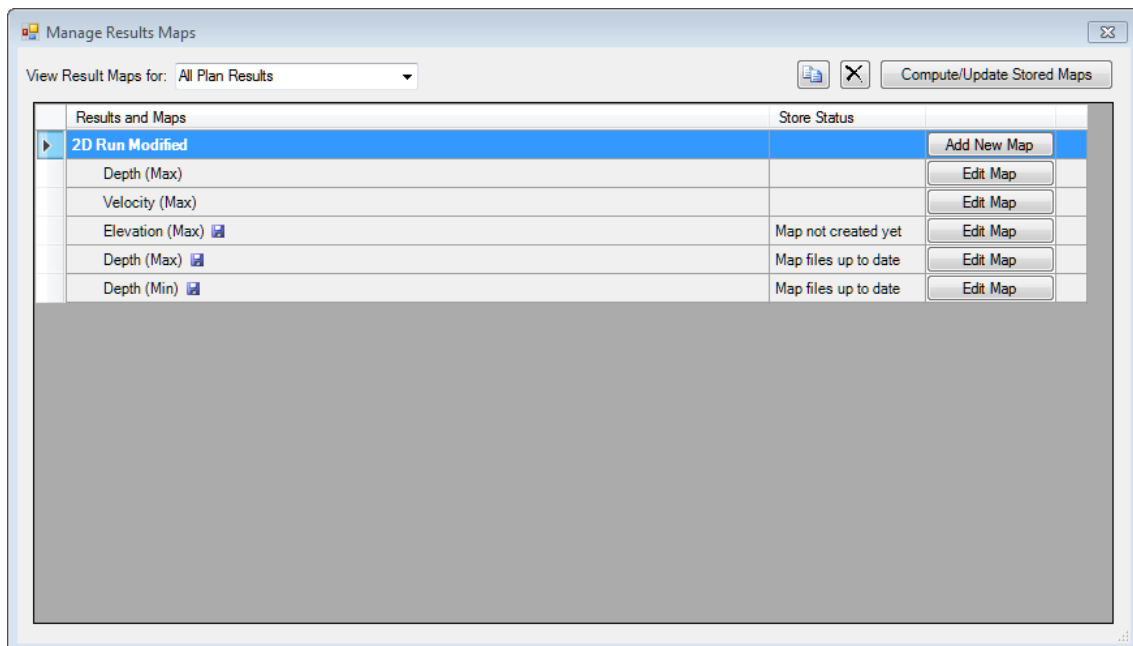 Manage Results Maps
View Result Maps for: All Plan Results Compute/Update Stored Maps
Results and Maps Store Status
2D Run Modified Add New Map
Depth (Max) Edit Map
Velocity (Max) Edit Map
Elevation (Max) Map not created yet Edit Map
Depth (Max) Map files up to date Edit Map
Depth (Min) Map files up to date Edit Map